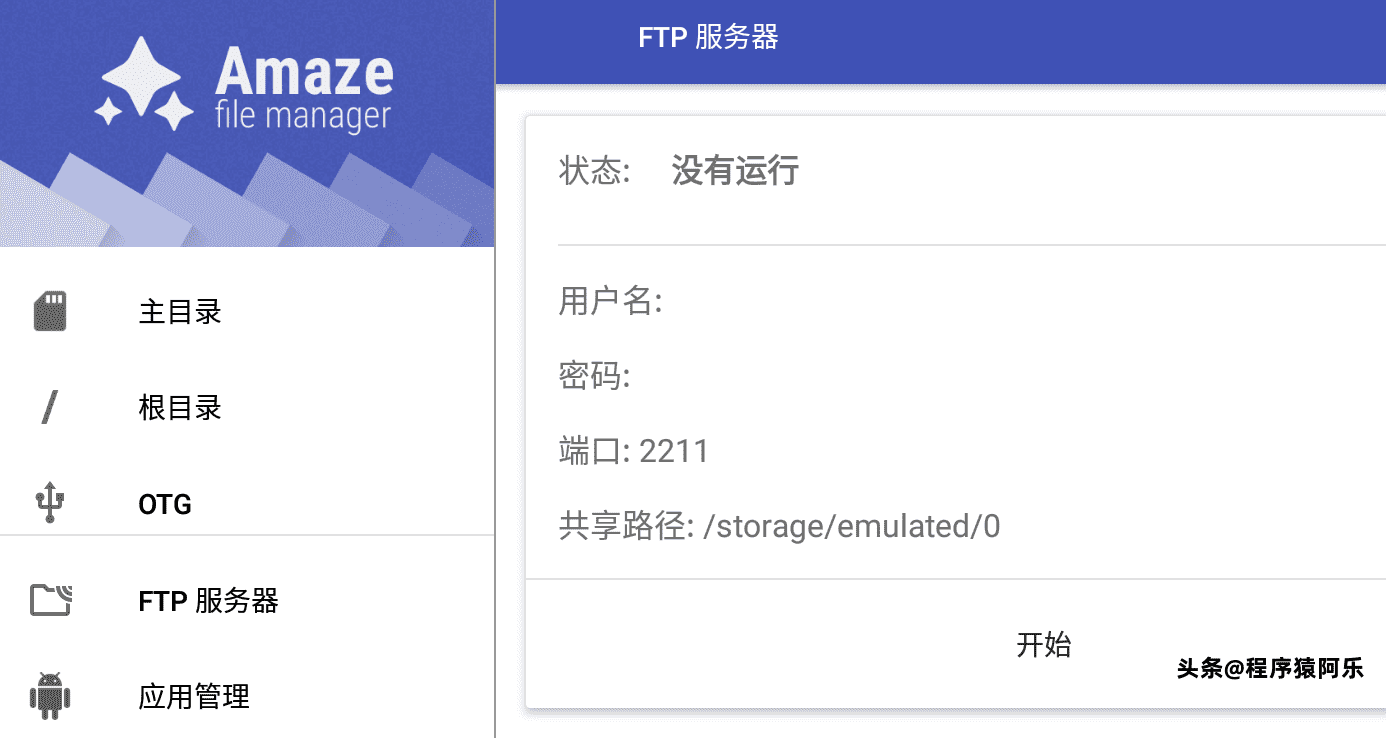 Amaze
file manager
主目录
根目录
OTG
FTP 服务器
应用管理
FTP 服务器
状态: 没有运行
用户名:
密码:
端口: 2211
共享路径: /storage/emulated/0
开始
头条@程序猿阿乐